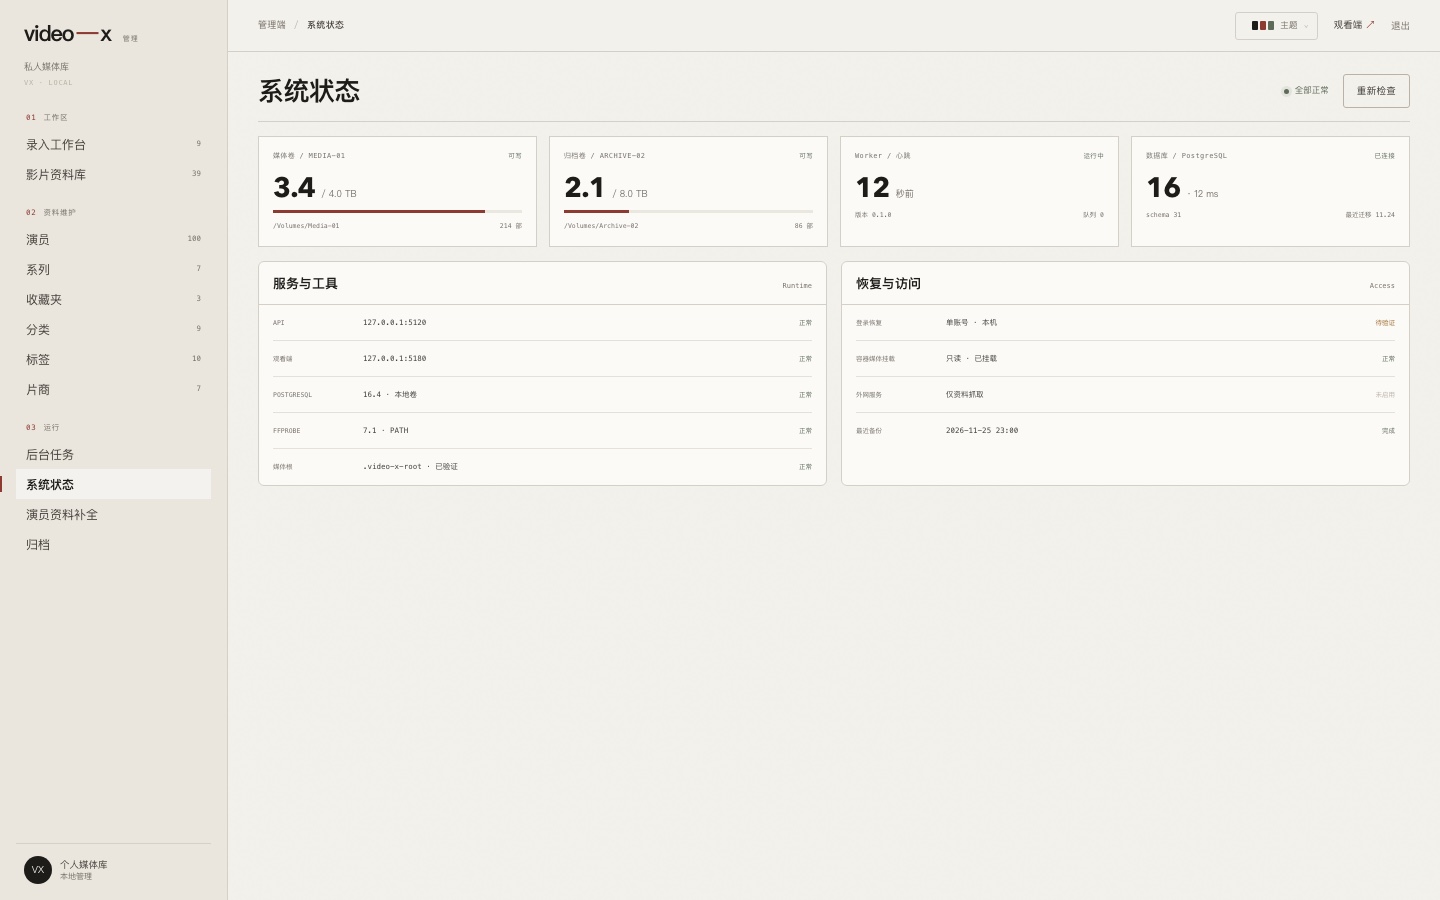 video—x 管理
私人媒体库
VX · LOCAL
01 工作区
录入工作台 9
影片资料库 39
02 资料维护
演员 100
系列 7
收藏夹 3
分类 9
标签 10
片商 7
03 运行
后台任务
系统状态
演员资料补全
归档
VX
个人媒体库
本地管理
管理端 / 系统状态
主题
观看端 ↗
退出
系统状态
全部正常
重新检查
媒体卷 / MEDIA-01 可写
3.4 / 4.0 TB
/Volumes/Media-01 214 部
归档卷 / ARCHIVE-02 可写
2.1 / 8.0 TB
/Volumes/Archive-02 86 部
Worker / 心跳 运行中
12 秒前
版本 0.1.0 队列 0
数据库 / PostgreSQL 已连接
16 · 12 ms
schema 31 最近迁移 11.24
服务与工具 Runtime
API 127.0.0.1:5120 正常
观看端 127.0.0.1:5180 正常
POSTGRESQL 16.4 · 本地卷 正常
FFPROBE 7.1 · PATH 正常
媒体根 .video-x-root · 已验证 正常
恢复与访问 Access
登录恢复 单账号 · 本机 待验证
容器媒体挂载 只读 · 已挂载 正常
外网服务 仅资料抓取 未启用
最近备份 2026-11-25 23:00 完成